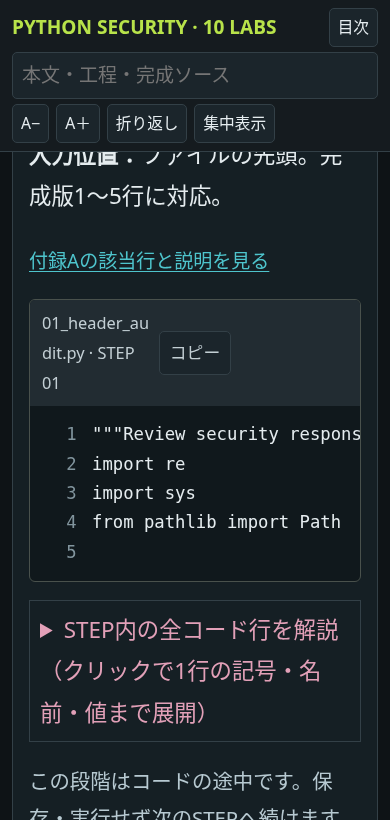 PYTHON SECURITY · 10 LABS
目次
本文・工程・完成ソース
A−
A＋
折り返し
集中表示
入力位置：ファイルの先頭。完
成版1〜5行に対応。
付録Aの該当行と説明を見る
01_header_au
dit.py · STEP
01
コピー
1 """Review security respons
2 import re
3 import sys
4 from pathlib import Path
5
▶ STEP内の全コード行を解説
（クリックで1行の記号・名
前・値まで展開）
この段階はコードの途中です。保
存・実行せず次のSTEPへ続けます